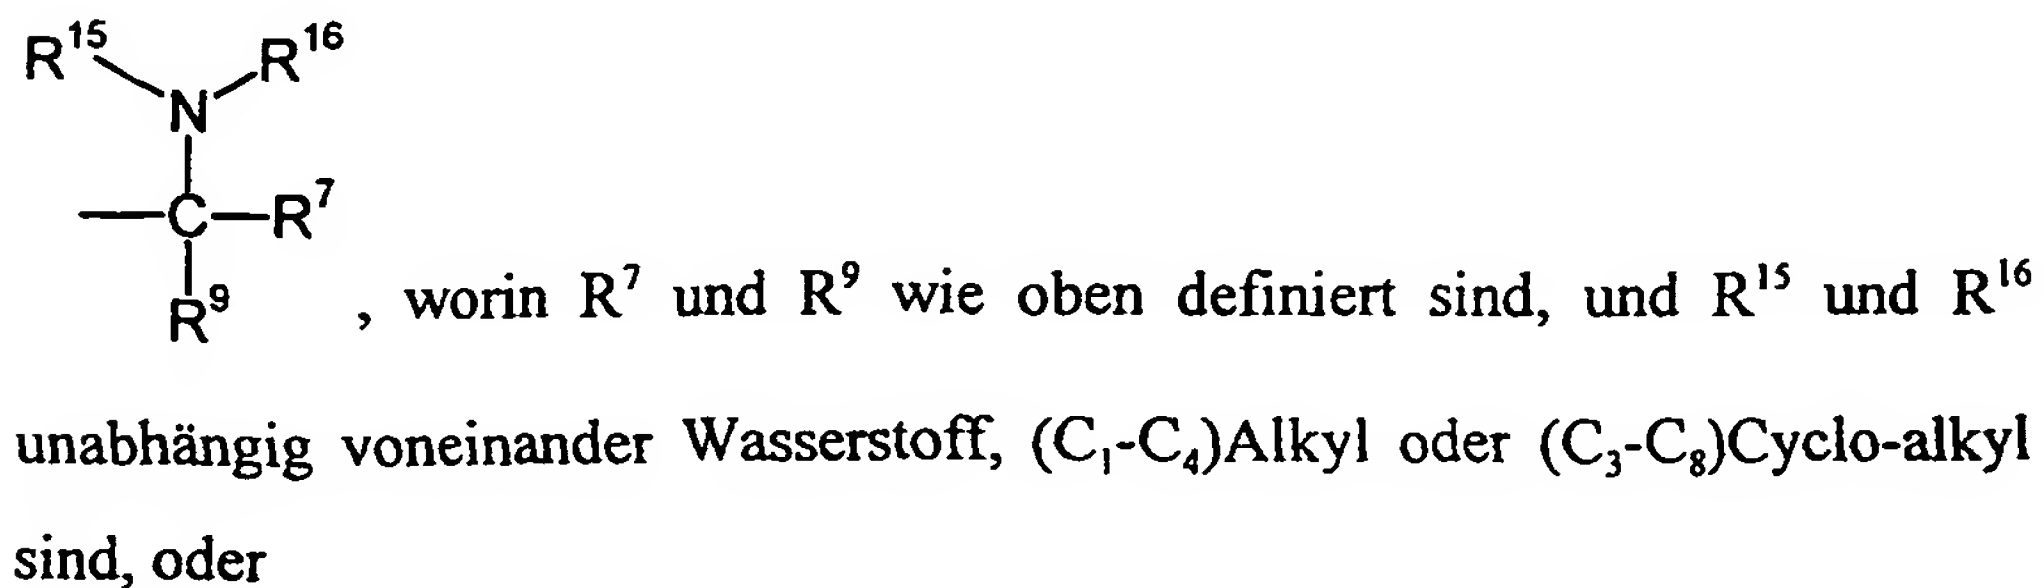 R¹⁵ R¹⁶
N
C R⁷
R⁹ , worin R⁷ und R⁹ wie oben definiert sind, und R¹⁵ und R¹⁶
unabhängig voneinander Wasserstoff, (C₁-C₄)Alkyl oder (C₃-C₈)Cyclo-alkyl
sind, oder